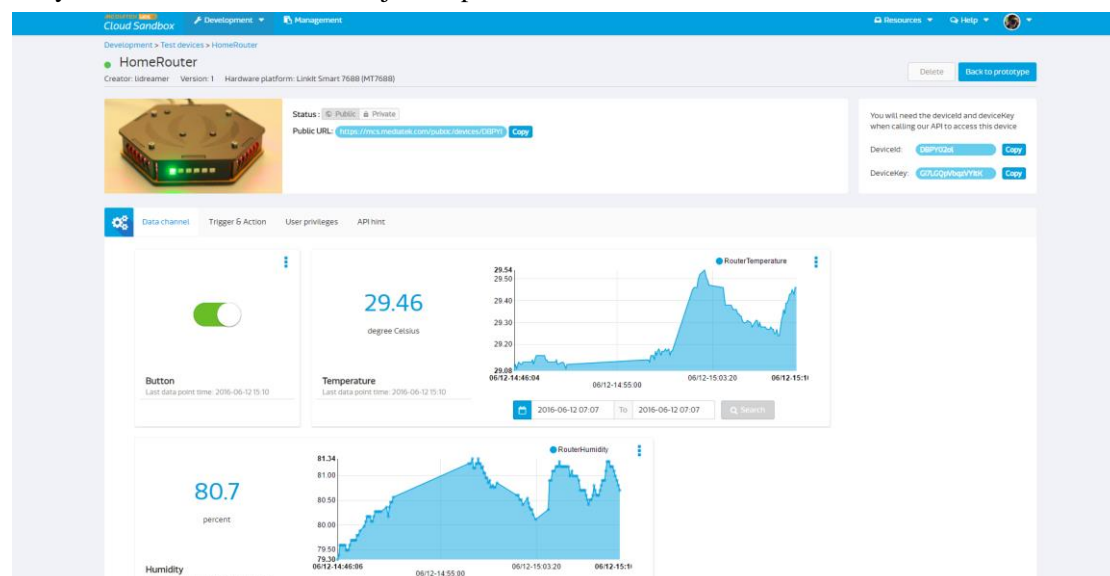 Cloud Sandbox
Development
Management
Resources
Help
Development > Test devices > HomeRouter
HomeRouter
Creator: lidreamer Version: 1 Hardware platform: LinkIt Smart 7688 (MT7688)
Delete
Back to prototype
Status : Public Private
Public URL: Copy
You will need the deviceId and deviceKey
when calling our API to access this device
DeviceId: Copy
DeviceKey: Copy
Data channel
Trigger & Action
User privileges
API hint
Button
Last data point time: 2016-06-12 15:10
29.46
degree Celsius
Temperature
Last data point time: 2016-06-12 15:10
RouterTemperature
29.54
29.50
29.40
29.30
29.20
29.08
06/12-14:46:04
06/12-14:55:00
06/12-15:03:20
2016-06-12 07:07 To 2016-06-12 07:07 Search
80.7
percent
Humidity
RouterHumidity
81.34
81.00
80.50
80.00
79.50
79.30
06/12-14:46:06
06/12-14:55:00
06/12-15:03:20